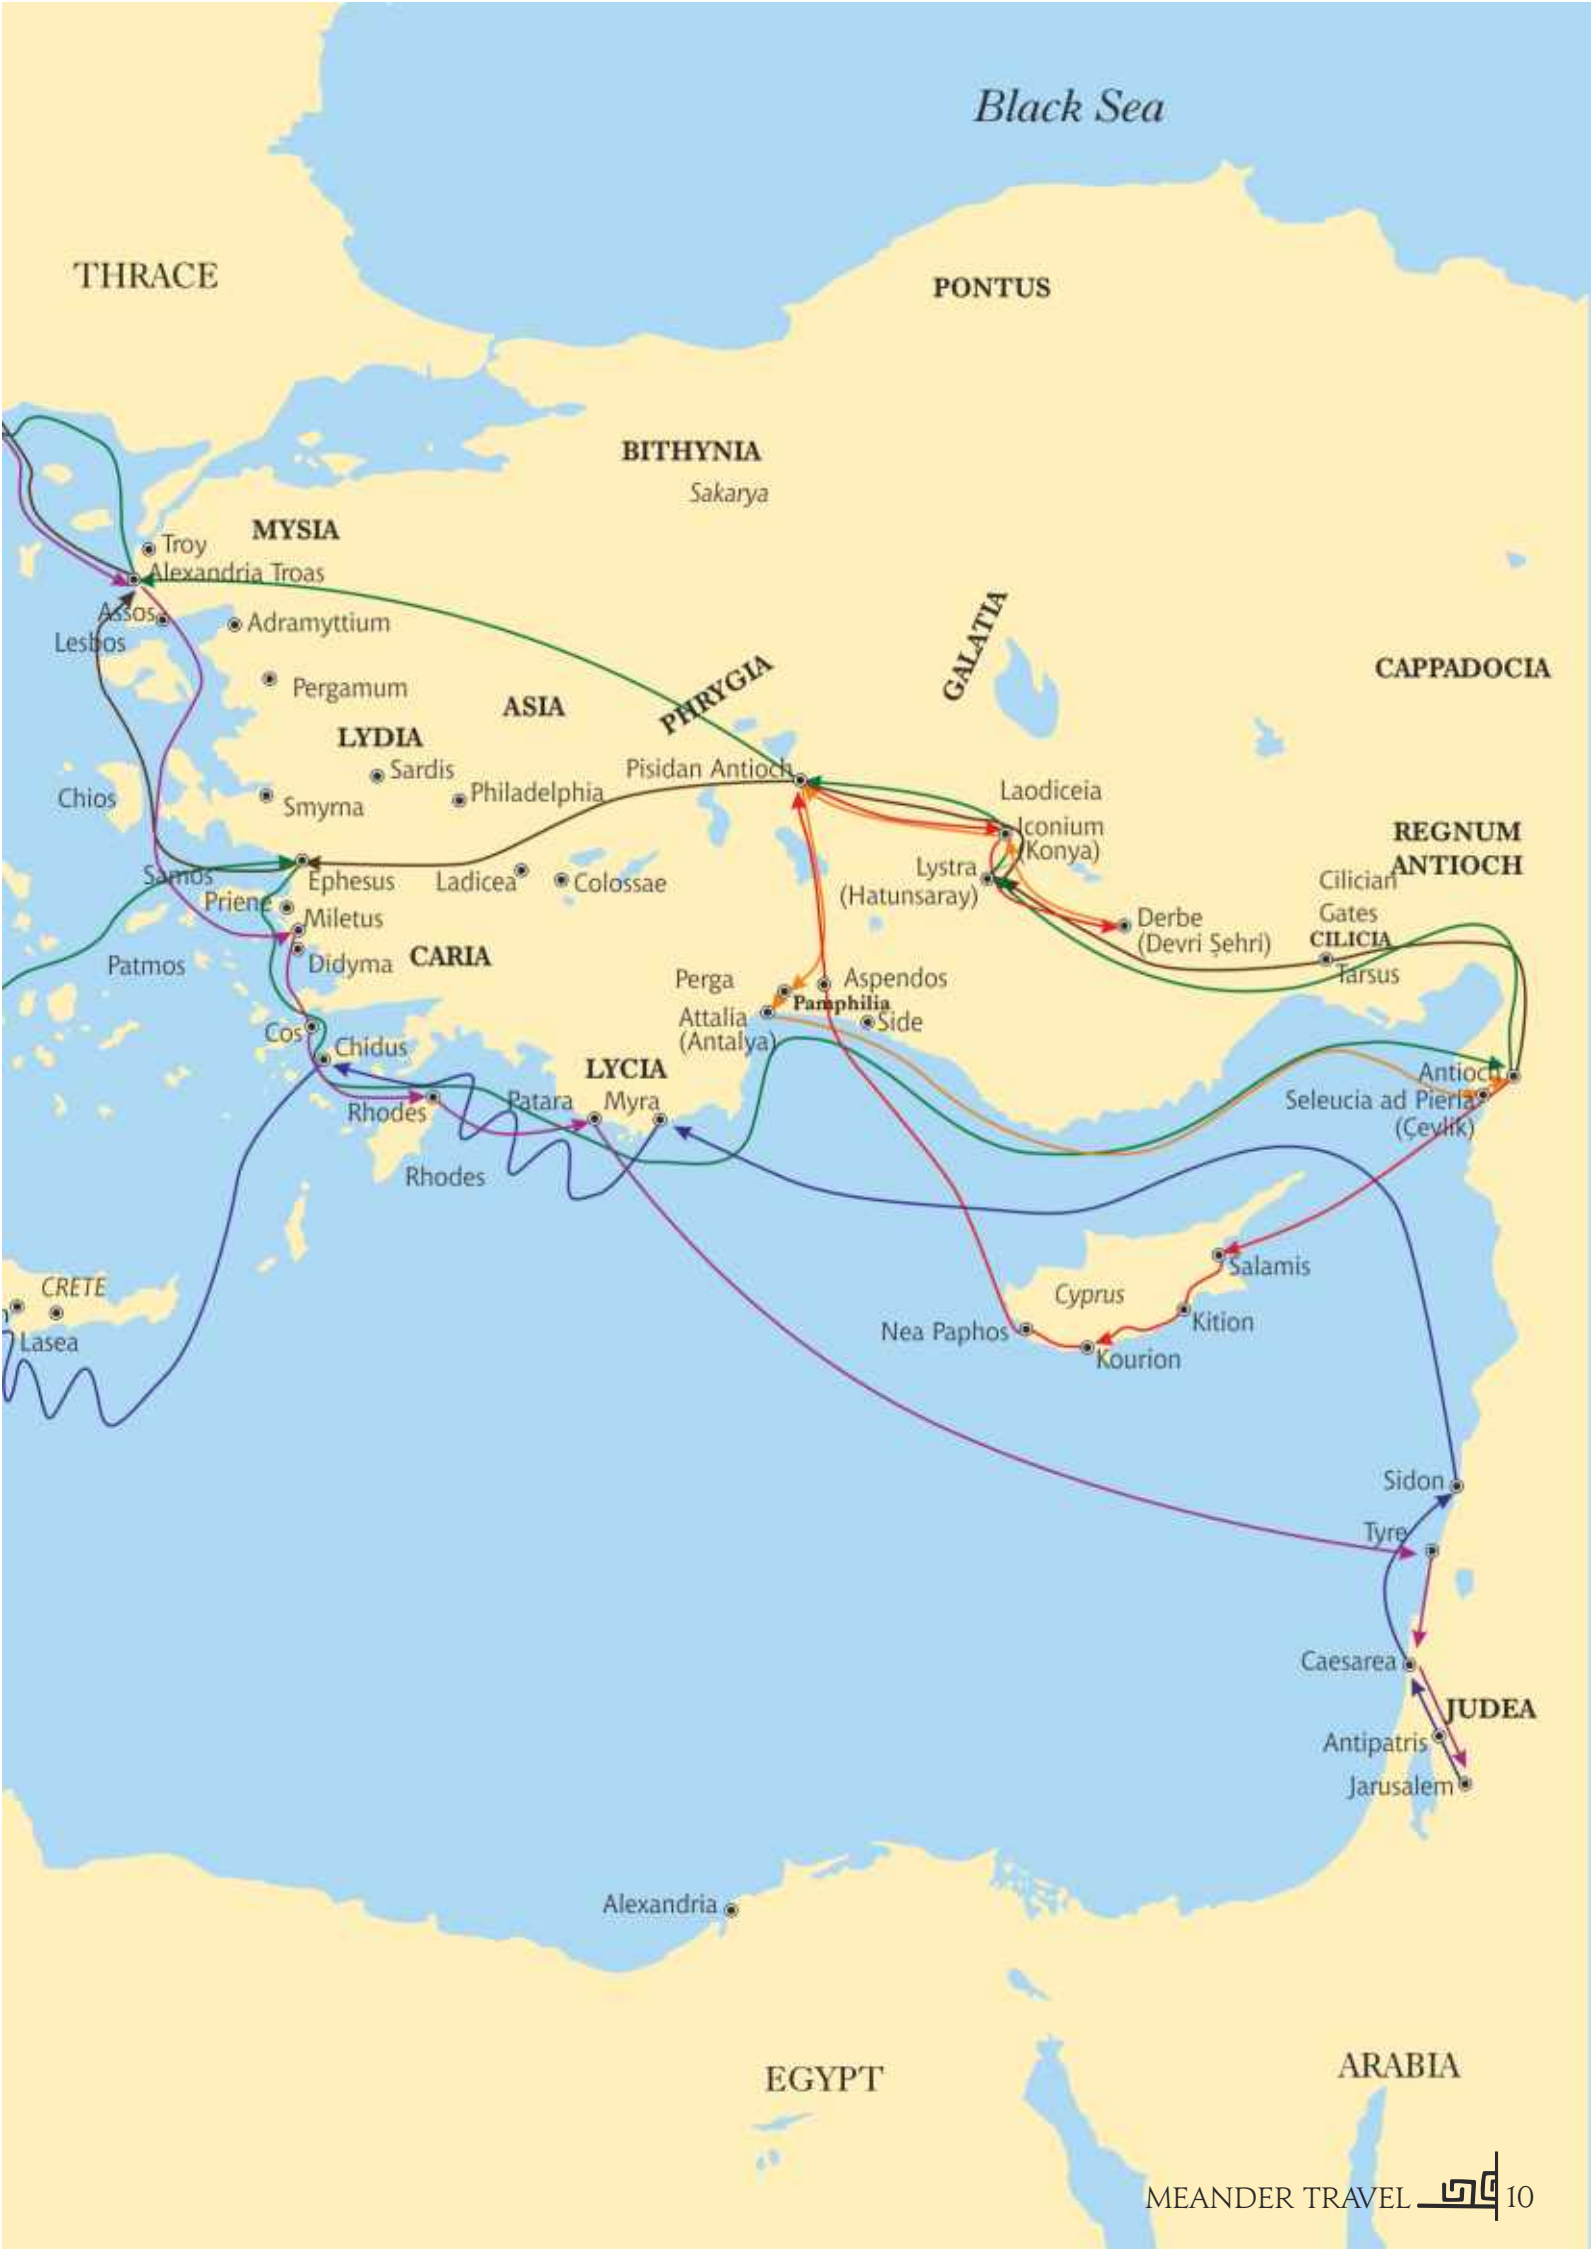 Black Sea
THRACE
PONTUS
BITHYNIA
Sakarya
MYSIA
Troy
Alexandria Troas
Assos
Adramyttium
Lesbos
GALATIA
PHRYGIA
CAPPADOCIA
Pergamum
ASIA
LYDIA
Sardis
Pisidan Antioch
Philadelphia
Chios
Smyrna
Laodiceia
Iconium
(Konya)
REGNUM
ANTIOCH
Samos
Ephesus
Ladicea
Colossae
Lystra
(Hatunsaray)
Cilician
Gates
CILICIA
Tarsus
Priene
Miletus
Derbe
(Devri Şehri)
Patmos
Didyma
CARIA
Perga
Aspendos
Pamphilia
Attalia
(Antalya)
Side
Cos
Chidus
LYCIA
Antioch
Rhodes
Patara
Myra
Seleucia ad Pieria
(Çevlik)
Rhodes
CRETE
Salamis
Cyprus
Kition
Lasea
Nea Paphos
Kourion
Sidon
Tyre
Caesarea
JUDEA
Antipatris
Jarusalem
Alexandria
EGYPT
ARABIA
MEANDER TRAVEL 10